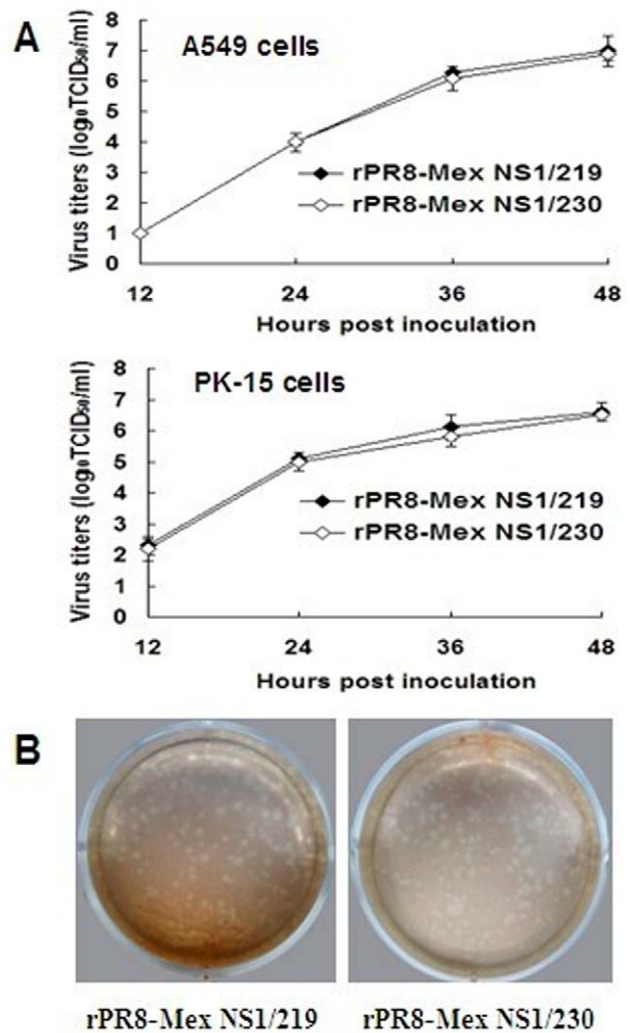 A
A549 cells
Virus titers (log₁₀TCID₅₀/ml)
8
7
6
5
4
3
2
1
0
rPR8-Mex NS1/219
rPR8-Mex NS1/230
12 24 36 48
Hours post inoculation
PK-15 cells
Virus titers (log₁₀TCID₅₀/ml)
8
7
6
5
4
3
2
1
0
rPR8-Mex NS1/219
rPR8-Mex NS1/230
12 24 36 48
Hours post inoculation
B
rPR8-Mex NS1/219 rPR8-Mex NS1/230